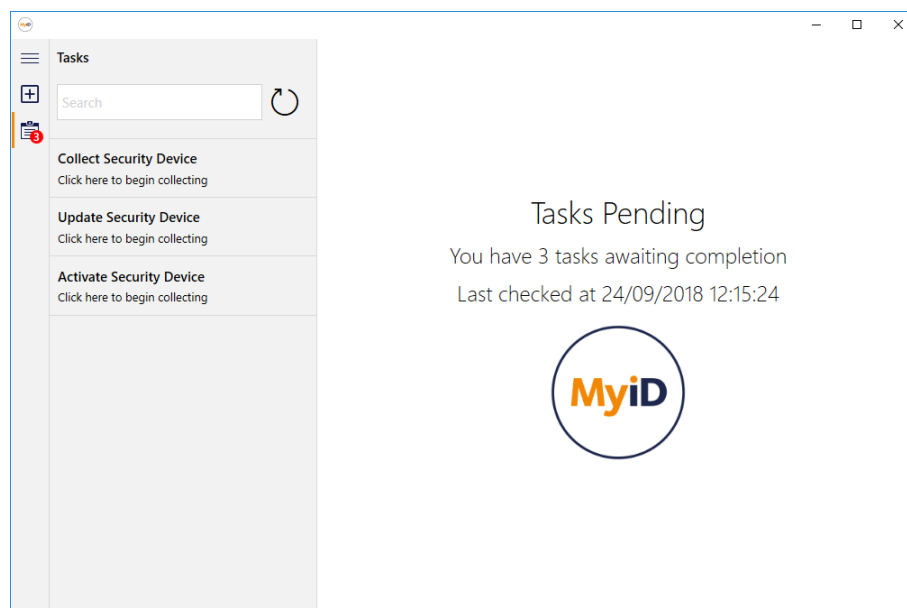 MyiD
Tasks
Search
3
Collect Security Device
Click here to begin collecting
Update Security Device
Click here to begin collecting
Activate Security Device
Click here to begin collecting
Tasks Pending
You have 3 tasks awaiting completion
Last checked at 24/09/2018 12:15:24
MyiD